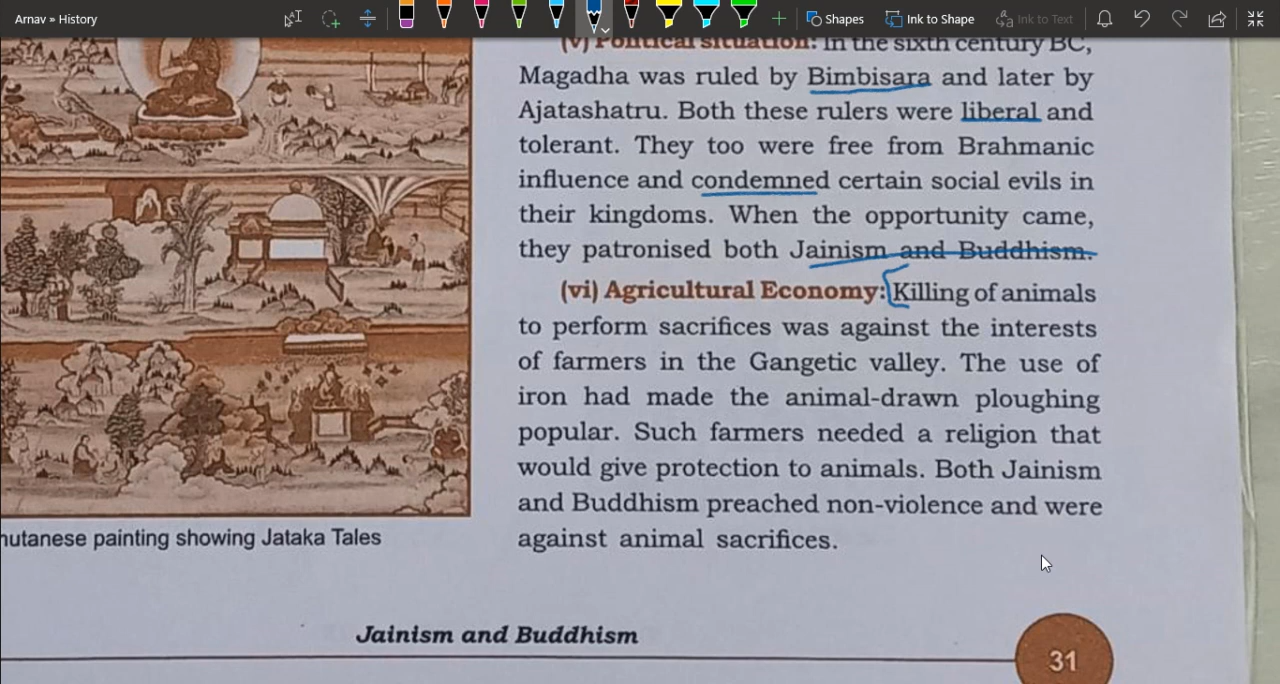 Arnav » History
Shapes
Ink to Shape
Ink to Text
(v) Political situation: In the sixth century BC,
Magadha was ruled by Bimbisara and later by
Ajatashatru. Both these rulers were liberal and
tolerant. They too were free from Brahmanic
influence and condemned certain social evils in
their kingdoms. When the opportunity came,
they patronised both Jainism and Buddhism.
(vi) Agricultural Economy: Killing of animals
to perform sacrifices was against the interests
of farmers in the Gangetic valley. The use of
iron had made the animal-drawn ploughing
popular. Such farmers needed a religion that
would give protection to animals. Both Jainism
and Buddhism preached non-violence and were
against animal sacrifices.
hutanese painting showing Jataka Tales
Jainism and Buddhism
31